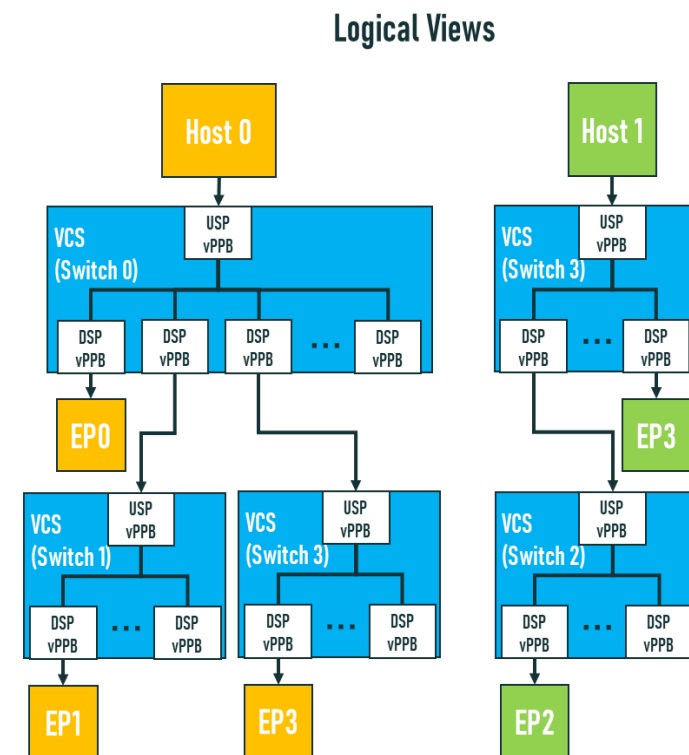 Logical Views
Host 0
Host 1
VCS
(Switch 0)
USP
vPPB
DSP
vPPB
DSP
vPPB
DSP
vPPB
...
DSP
vPPB
VCS
(Switch 3)
USP
vPPB
DSP
vPPB
...
DSP
vPPB
EP0
EP3
VCS
(Switch 1)
USP
vPPB
DSP
vPPB
...
DSP
vPPB
VCS
(Switch 3)
USP
vPPB
DSP
vPPB
...
DSP
vPPB
VCS
(Switch 2)
USP
vPPB
DSP
vPPB
...
DSP
vPPB
EP1
EP3
EP2